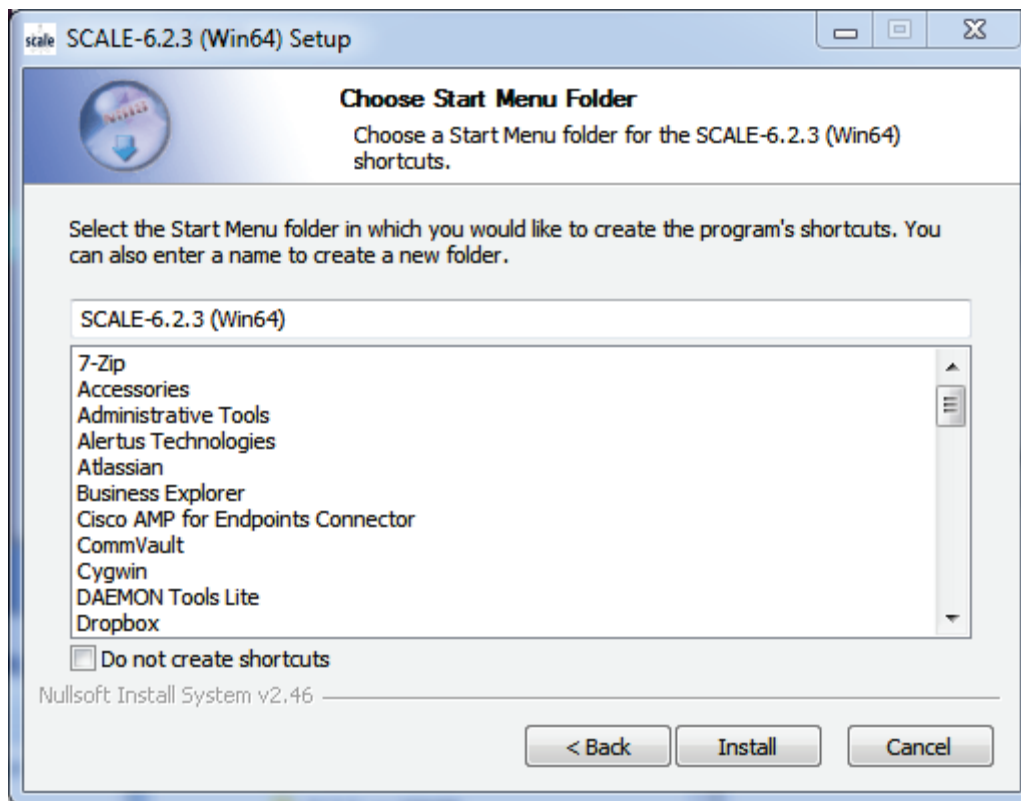 scale SCALE-6.2.3 (Win64) Setup
Choose Start Menu Folder
Choose a Start Menu folder for the SCALE-6.2.3 (Win64)
shortcuts.
Select the Start Menu folder in which you would like to create the program's shortcuts. You
can also enter a name to create a new folder.
SCALE-6.2.3 (Win64)
7-Zip
Accessories
Administrative Tools
Alertus Technologies
Atlassian
Business Explorer
Cisco AMP for Endpoints Connector
CommVault
Cygwin
DAEMON Tools Lite
Dropbox
Do not create shortcuts
Nullsoft Install System v2.46
< Back Install Cancel